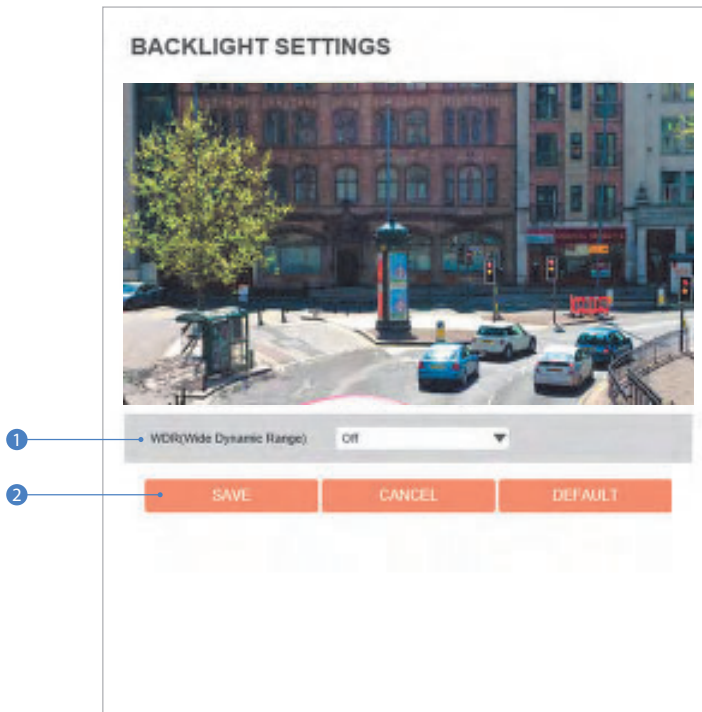 BACKLIGHT SETTINGS
1
WDR(Wide Dynamic Range) Off
2
SAVE CANCEL DEFAULT